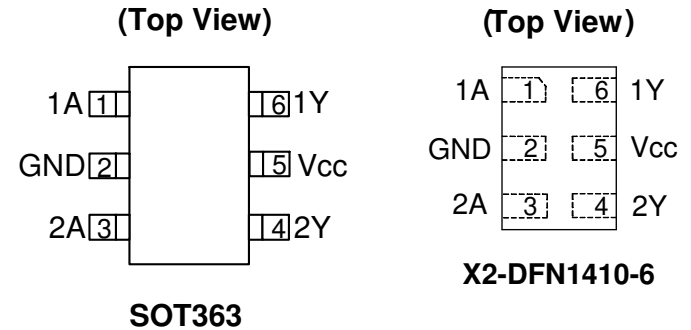 (Top View)
1A 1 6 1Y
GND 2 5 Vcc
2A 3 4 2Y
SOT363
(Top View)
1A 1 6 1Y
GND 2 5 Vcc
2A 3 4 2Y
X2-DFN1410-6